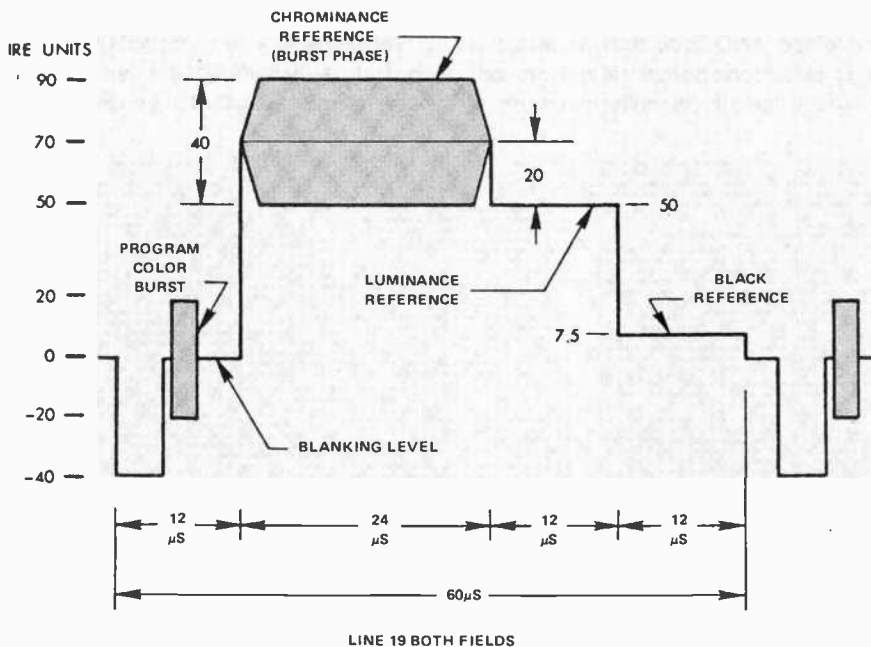 CHROMINANCE
REFERENCE
(BURST PHASE)
IRE UNITS
90
70
50
20
0
-20
-40
40
20
50
PROGRAM
COLOR
BURST
LUMINANCE
REFERENCE
BLACK
REFERENCE
7.5
BLANKING LEVEL
12
µS
24
µS
12
µS
12
µS
60µS
LINE 19 BOTH FIELDS